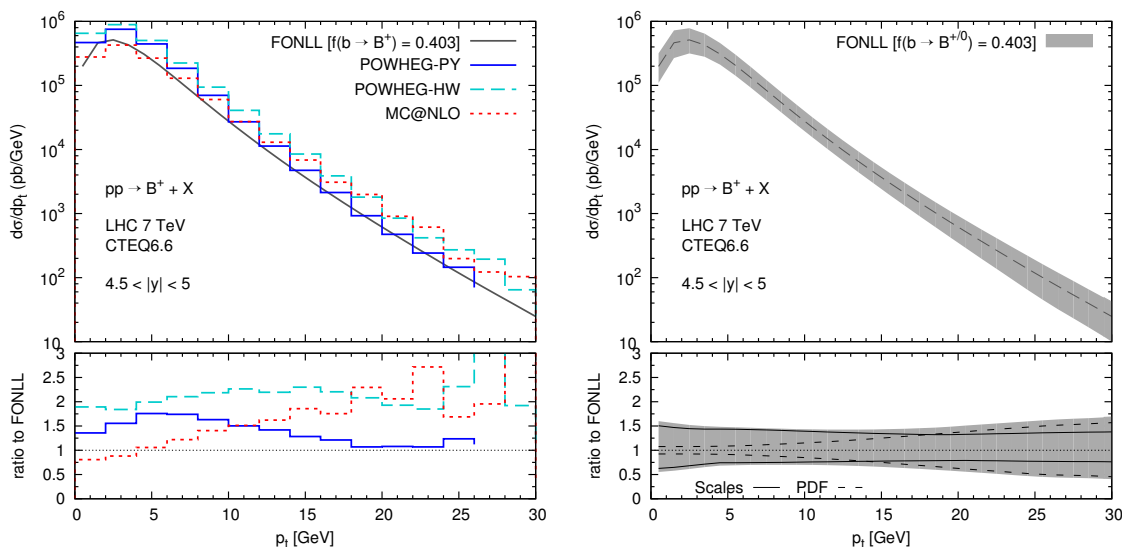 FONLL [f(b → B⁺) = 0.403]
POWHEG-PY
POWHEG-HW
MC@NLO
pp → B⁺ + X
LHC 7 TeV
CTEQ6.6
4.5 < |y| < 5
dσ/dpₜ (pb/GeV)
10⁶
10⁵
10⁴
10³
10²
10
ratio to FONLL
3
2.5
2
1.5
1
0.5
0
0 5 10 15 20 25 30
pₜ [GeV]
FONLL [f(b → B⁺/⁰) = 0.403]
pp → B⁺ + X
LHC 7 TeV
CTEQ6.6
4.5 < |y| < 5
dσ/dpₜ (pb/GeV)
10⁶
10⁵
10⁴
10³
10²
10
ratio to FONLL
3
2.5
2
1.5
1
0.5
0
Scales PDF
0 5 10 15 20 25 30
pₜ [GeV]